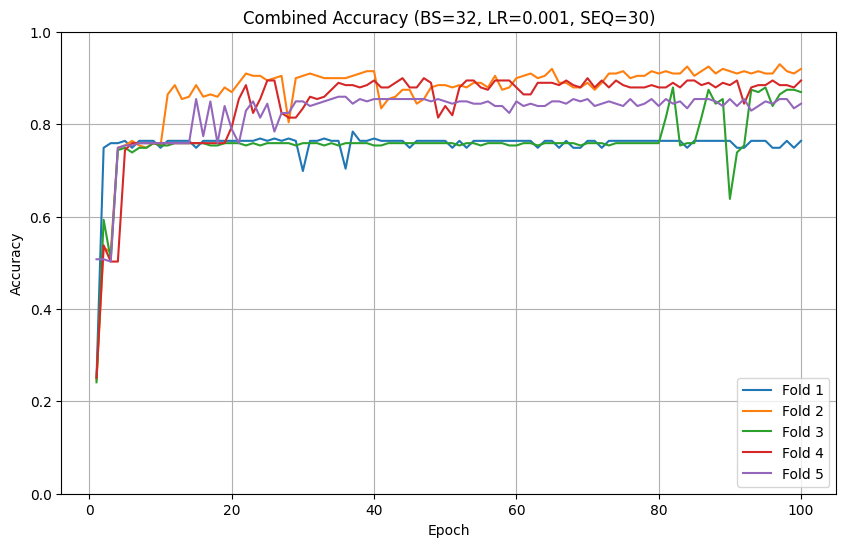 Combined Accuracy (BS=32, LR=0.001, SEQ=30)
Accuracy
1.0
0.8
0.6
0.4
0.2
0.0
0 20 40 60 80 100
Epoch
Fold 1
Fold 2
Fold 3
Fold 4
Fold 5